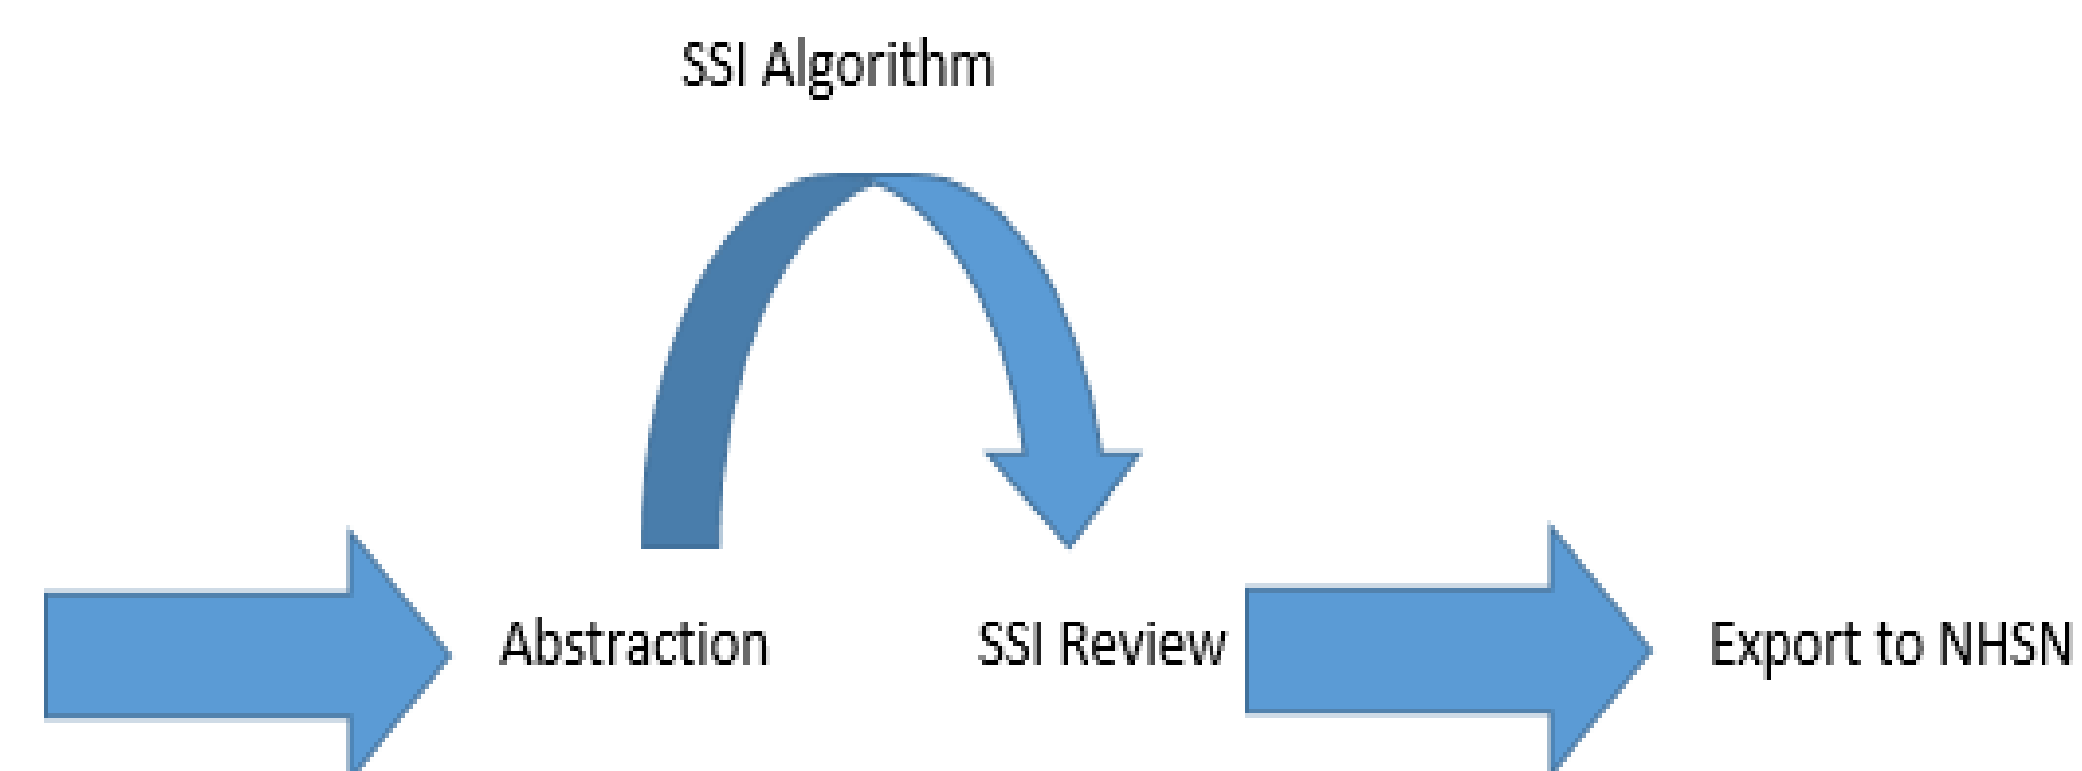 SSI Algorithm
Abstraction
SSI Review
Export to NHSN